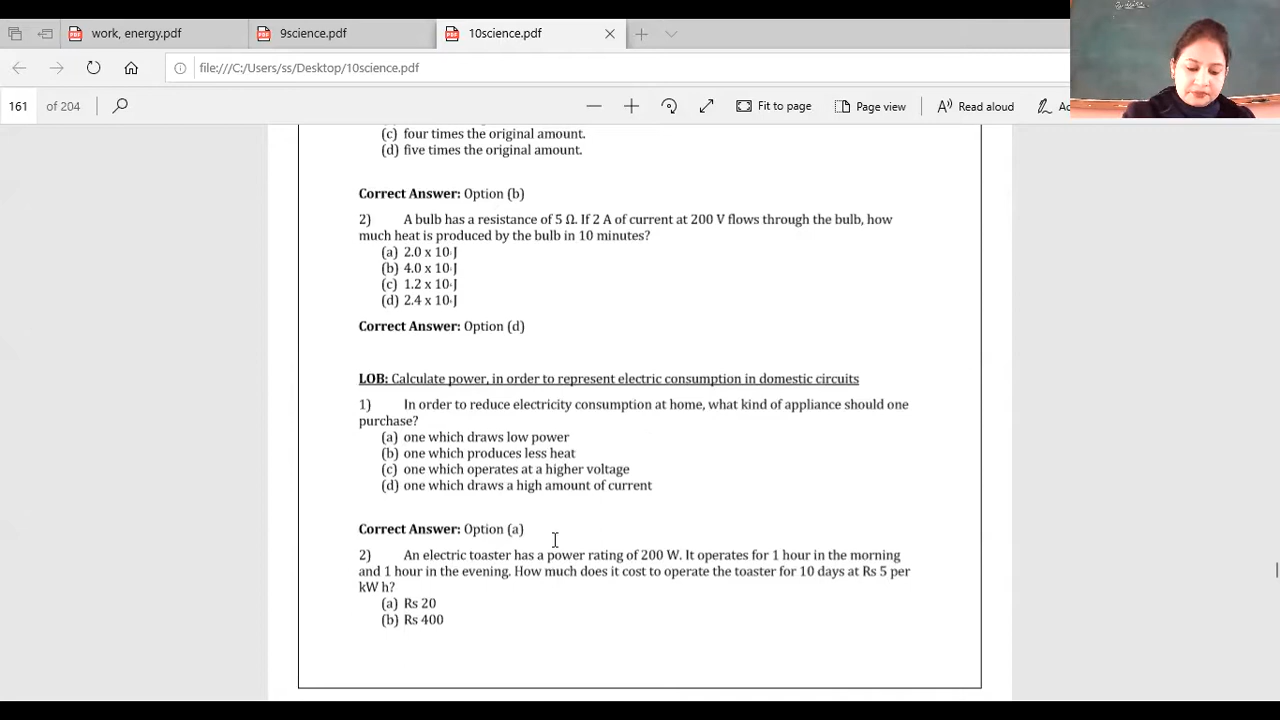 work, energy.pdf
9science.pdf
10science.pdf
file:///C:/Users/ss/Desktop/10science.pdf
161 of 204
Fit to page
Page view
Read aloud
(c) four times the original amount.
(d) five times the original amount.
Correct Answer: Option (b)
2) A bulb has a resistance of 5 Ω. If 2 A of current at 200 V flows through the bulb, how
much heat is produced by the bulb in 10 minutes?
(a) 2.0 x 10 J
(b) 4.0 x 10 J
(c) 1.2 x 10 J
(d) 2.4 x 10 J
Correct Answer: Option (d)
LOB: Calculate power, in order to represent electric consumption in domestic circuits
1) In order to reduce electricity consumption at home, what kind of appliance should one
purchase?
(a) one which draws low power
(b) one which produces less heat
(c) one which operates at a higher voltage
(d) one which draws a high amount of current
Correct Answer: Option (a)
2) An electric toaster has a power rating of 200 W. It operates for 1 hour in the morning
and 1 hour in the evening. How much does it cost to operate the toaster for 10 days at Rs 5 per
kW h?
(a) Rs 20
(b) Rs 400